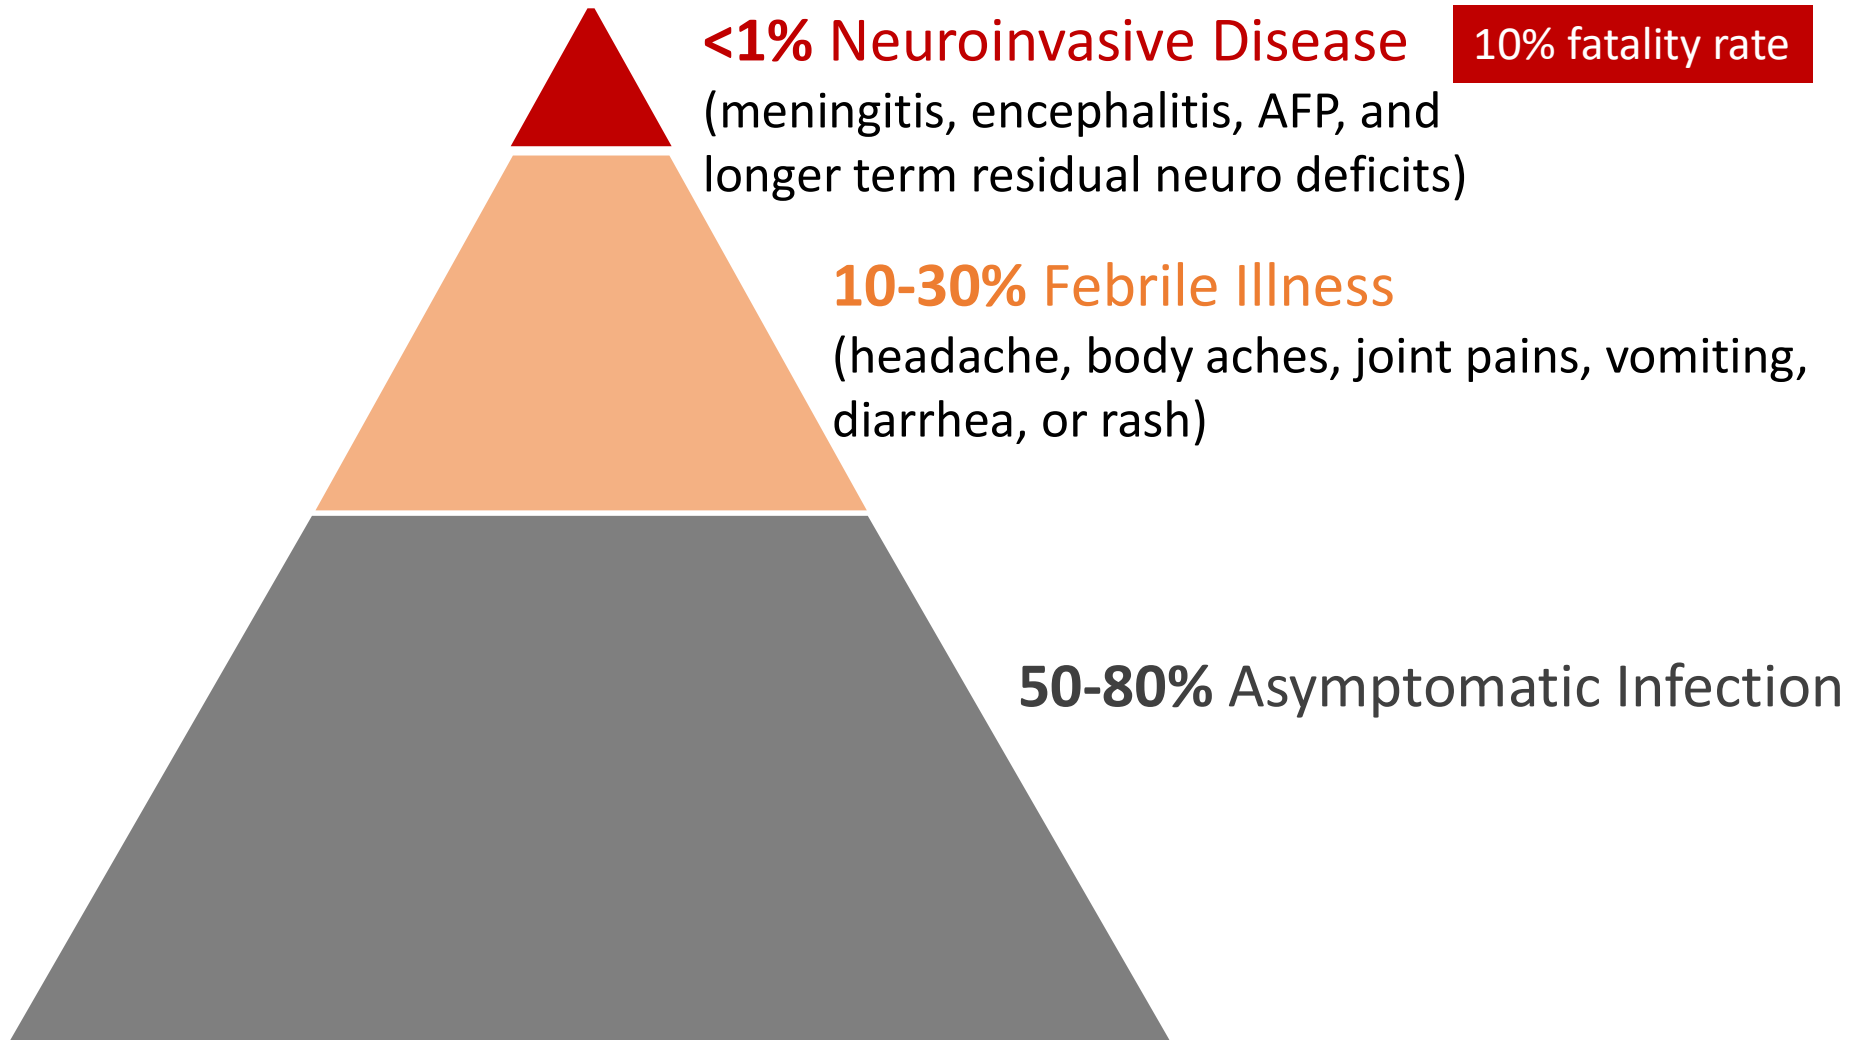 <1% Neuroinvasive Disease
10% fatality rate
(meningitis, encephalitis, AFP, and
longer term residual neuro deficits)
10-30% Febrile Illness
(headache, body aches, joint pains, vomiting,
diarrhea, or rash)
50-80% Asymptomatic Infection